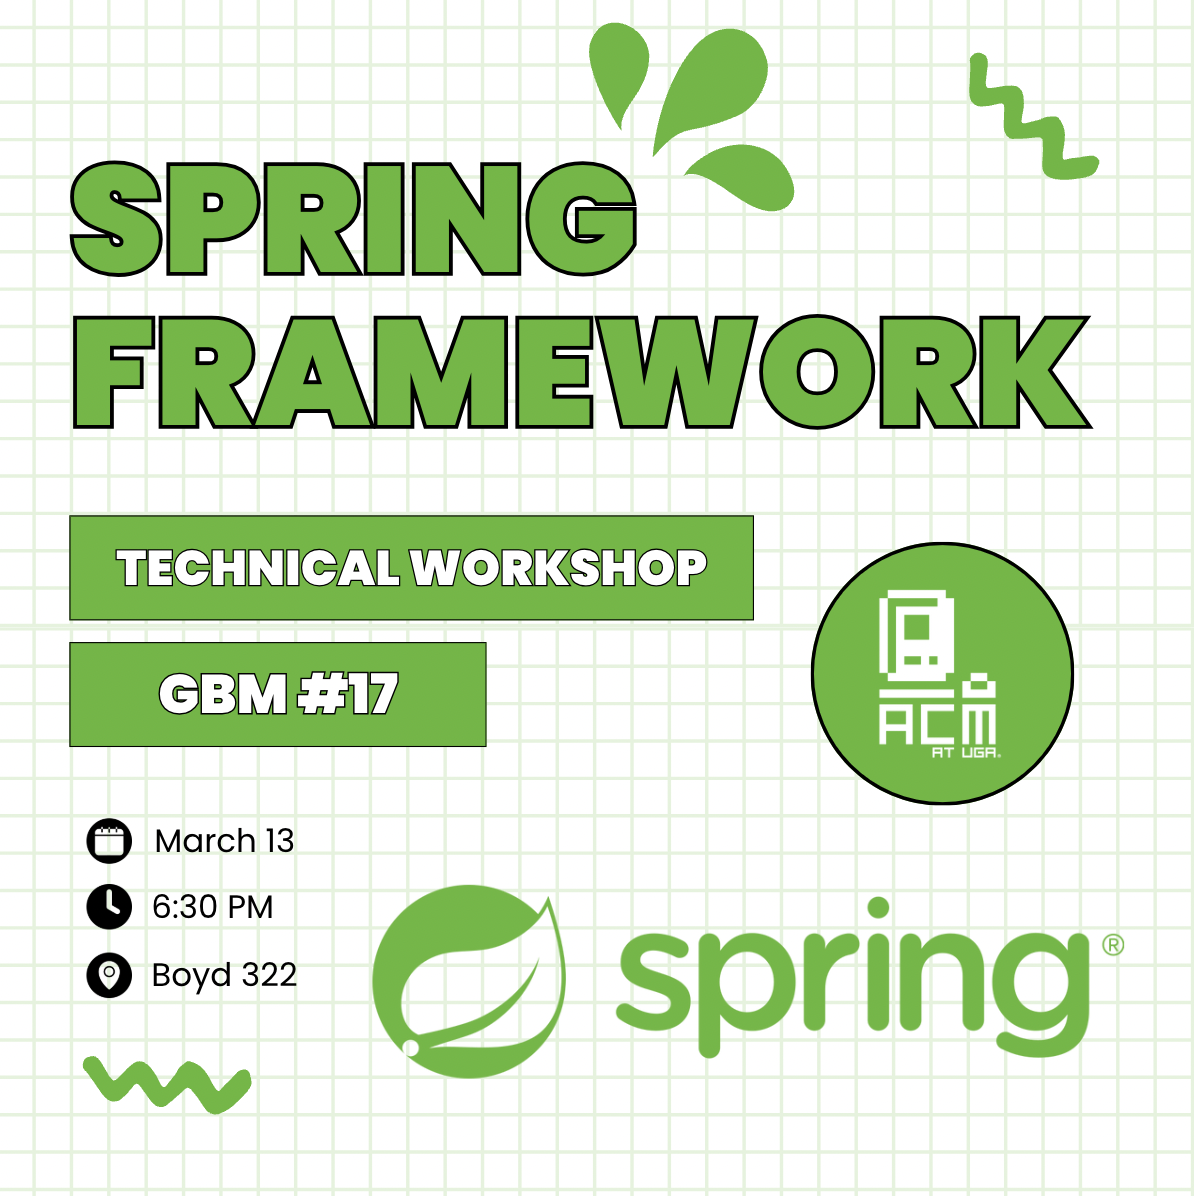 SPRING
FRAMEWORK
TECHNICAL WORKSHOP
GBM #17
ACM
AT UGA.
March 13
6:30 PM
Boyd 322
spring®